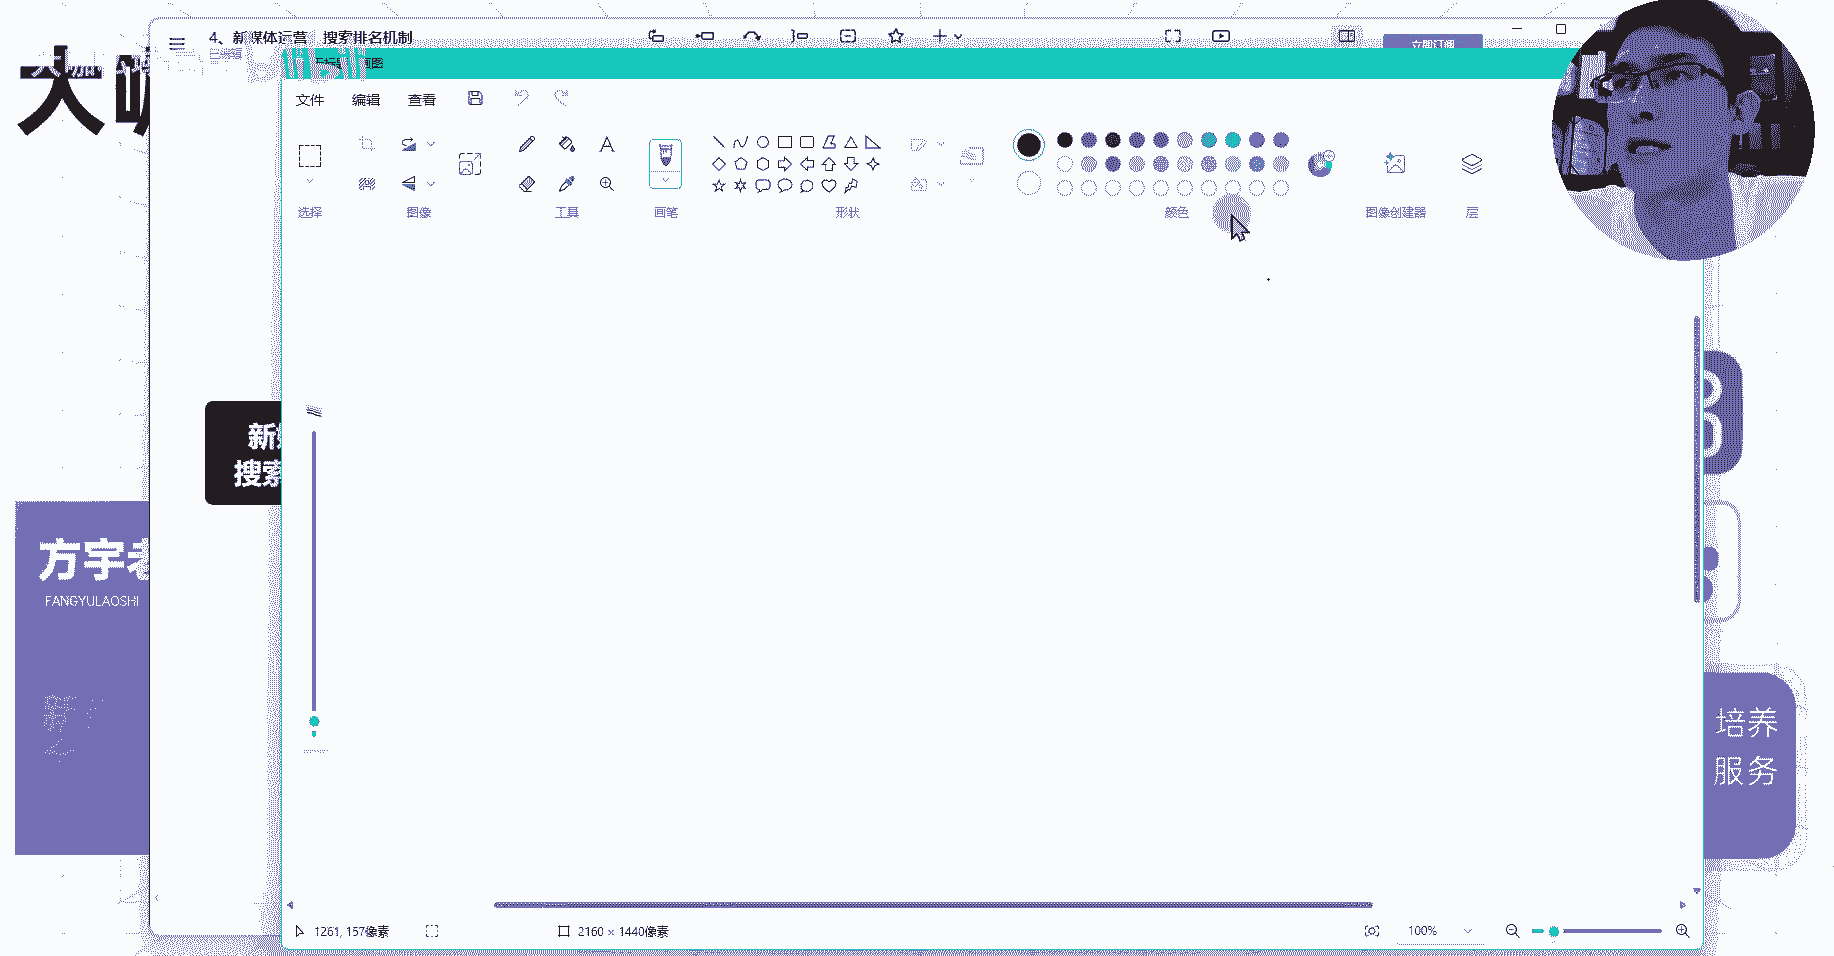 4、新媒体运营 搜索排名机制
立即订阅
大咖
画图
文件 编辑 查看
选择 图像 工具 画笔 形状 颜色 图像创建器 层
新
搜索
方宇老
FANGYULAOSHI
培养
服务
1261, 157像素
2160 × 1440像素
100%